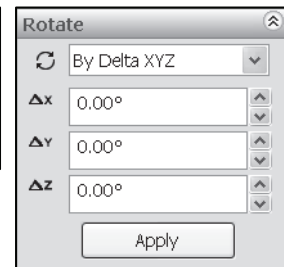 Rotate
By Delta XYZ
ΔX 0.00°
ΔY 0.00°
ΔZ 0.00°
Apply